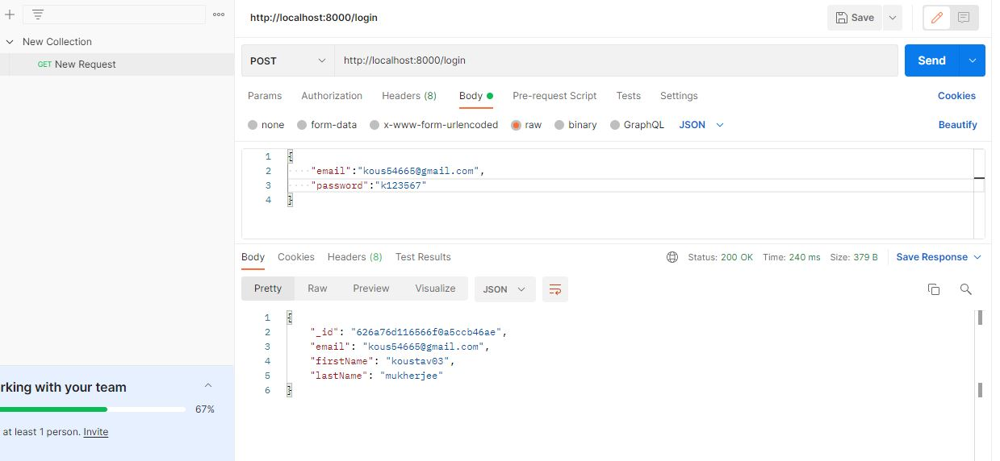 http://localhost:8000/login
Save
New Collection
GET New Request
POST
http://localhost:8000/login
Send
Params Authorization Headers (8) Body Pre-request Script Tests Settings Cookies
none form-data x-www-form-urlencoded raw binary GraphQL JSON Beautify
1 {
2 "email":"kous54665@gmail.com",
3 "password":"k123567"
4 }
Body Cookies Headers (8) Test Results Status: 200 OK Time: 240 ms Size: 379 B Save Response
Pretty Raw Preview Visualize JSON
1 {
2 "_id": "626a76d116566f0a5ccb46ae",
3 "email": "kous54665@gmail.com",
4 "firstName": "koustav03",
5 "lastName": "mukherjee"
6 }
rking with your team
67%
at least 1 person. Invite